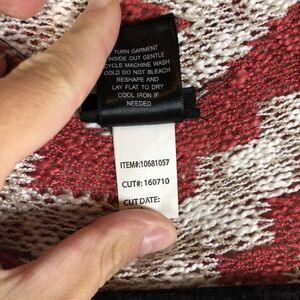 TURN GARMENT
INSIDE OUT GENTLE
CYCLE MACHINE WASH
COLD DO NOT BLEACH
RESHAPE AND
LAY FLAT TO DRY
COOL IRON IF
NEEDED
ITEM#:10681057
CUT#: 160710
CUT DATE: